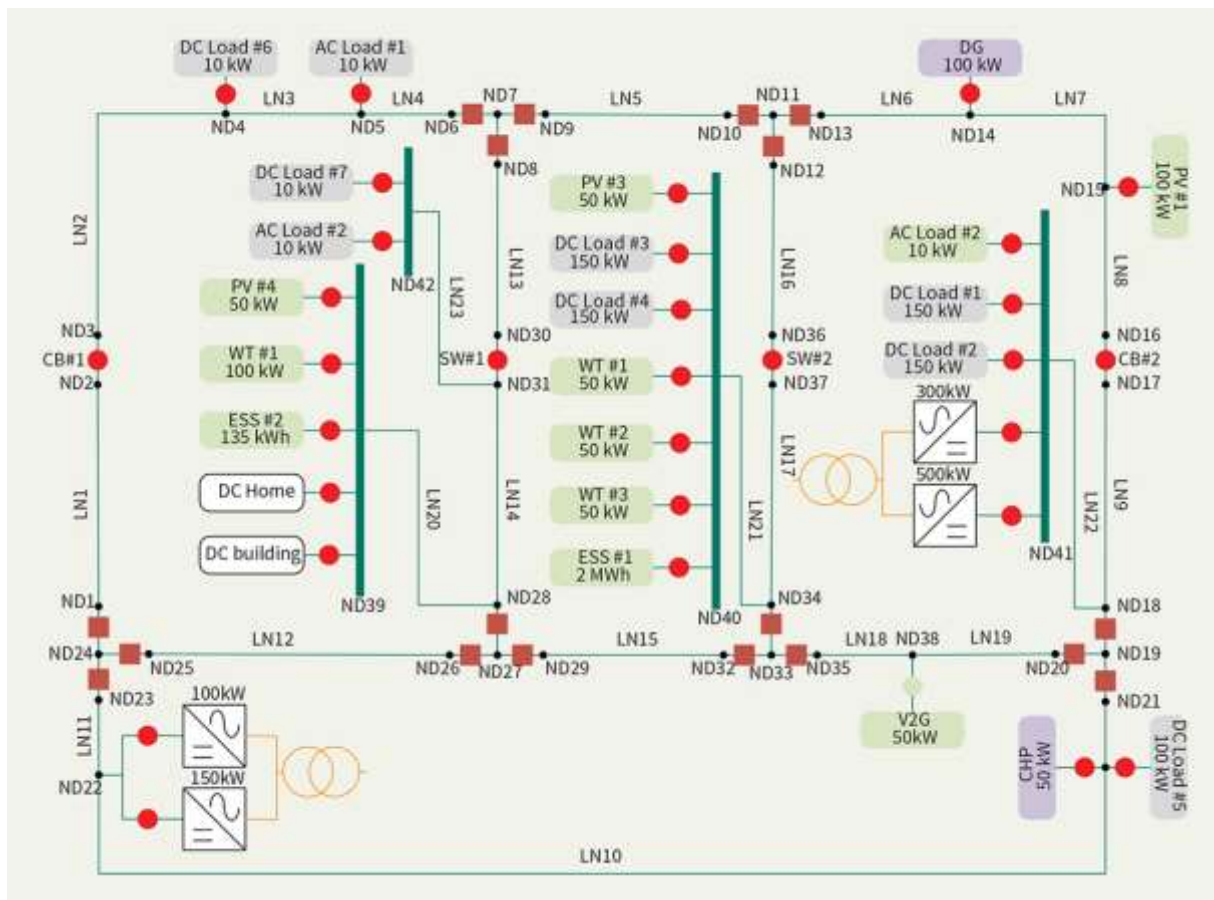 DC Load #6
10 kW
AC Load #1
10 kW
DG
100 kW
LN3
LN4
ND7
LN5
ND11
LN6
LN7
ND4
ND5
ND6
ND9
ND10
ND13
ND14
ND8
ND12
DC Load #7
10 kW
PV #3
50 kW
ND15
PV #1
100 kW
LN2
AC Load #2
10 kW
DC Load #3
150 kW
AC Load #2
10 kW
LN13
LN16
LN8
PV #4
50 kW
ND42
LN23
DC Load #4
150 kW
DC Load #1
150 kW
ND3
CB#1
ND2
WT #1
100 kW
ND30
SW#1
ND31
WT #1
50 kW
ND36
SW#2
ND37
DC Load #2
150 kW
ND16
CB#2
ND17
300kW
ESS #2
135 kWh
WT #2
50 kW
LN17
500kW
LN1
DC Home
LN20
LN14
WT #3
50 kW
LN21
LN22
LN9
DC building
ESS #1
2 MWh
ND41
ND1
ND39
ND28
ND40
ND34
ND18
ND24
ND25
LN12
ND26
ND27
ND29
LN15
ND32
ND33
ND35
LN18
ND38
LN19
ND20
ND19
ND23
ND21
LN11
100kW
V2G
50kW
ND22
150kW
CHP
50 kW
DC Load #5
100 kW
LN10